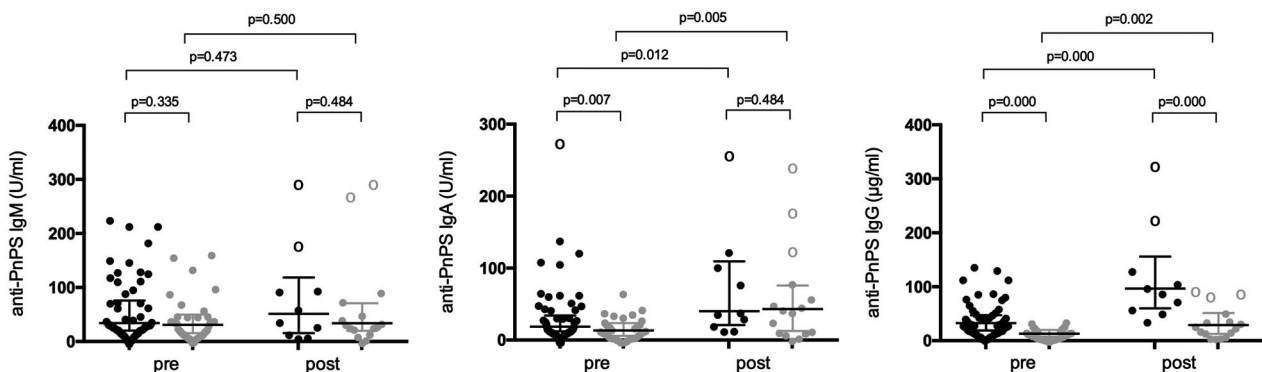 p=0.500
p=0.473
p=0.335
p=0.484
anti-PnPS IgM (U/ml)
400
300
200
100
0
pre
post
p=0.005
p=0.012
p=0.007
p=0.484
anti-PnPS IgA (U/ml)
300
200
100
0
pre
post
p=0.002
p=0.000
p=0.000
p=0.000
anti-PnPS IgG (µg/ml)
400
300
200
100
0
pre
post